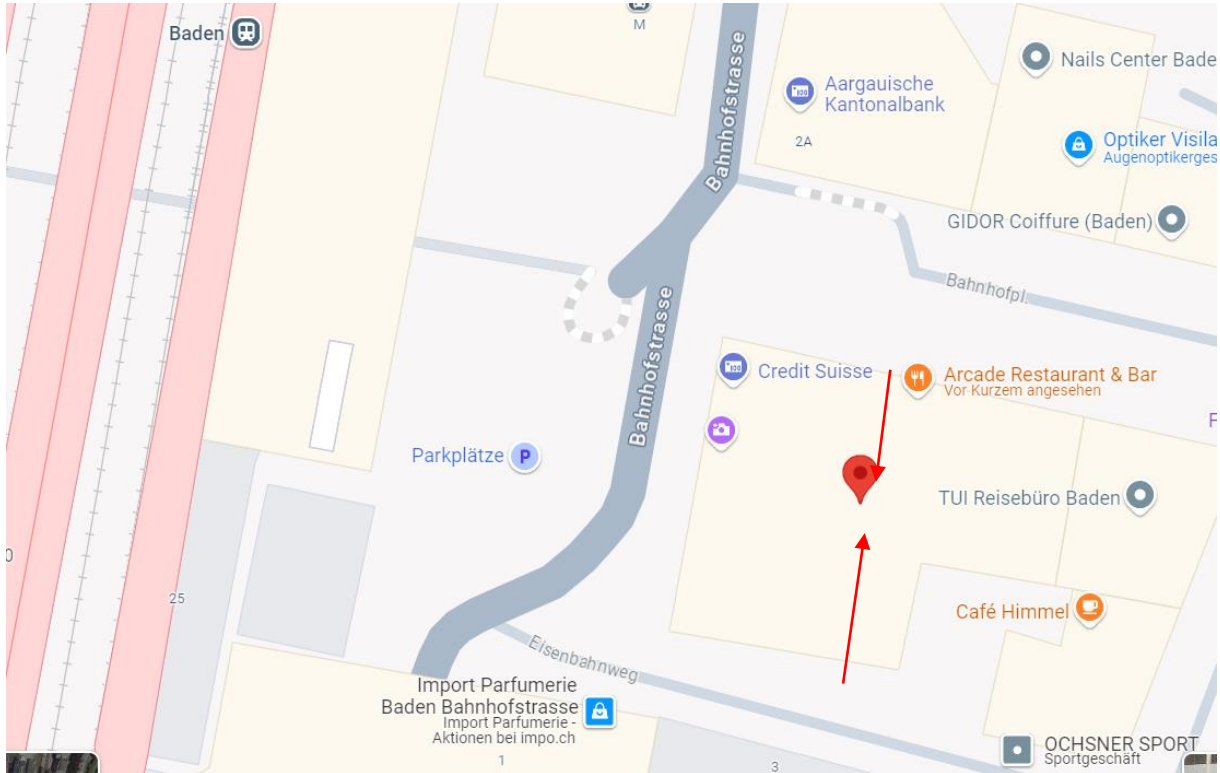 Baden
M
Bahnhofstrasse
Aargauische
Kantonalbank
2A
Nails Center Bade
Optiker Visila
Augenoptikerges
GIDOR Coiffure (Baden)
Bahnhofpl.
Bahnhofstrasse
Credit Suisse
Arcade Restaurant & Bar
Vor Kurzem angesehen
F
Parkplätze P
TUI Reisebüro Baden
0
25
Café Himmel
Eisenbahnweg
Import Parfumerie
Baden Bahnhofstrasse
Import Parfumerie -
Aktionen bei impo.ch
1
3
OCHSNER SPORT
Sportgeschäft